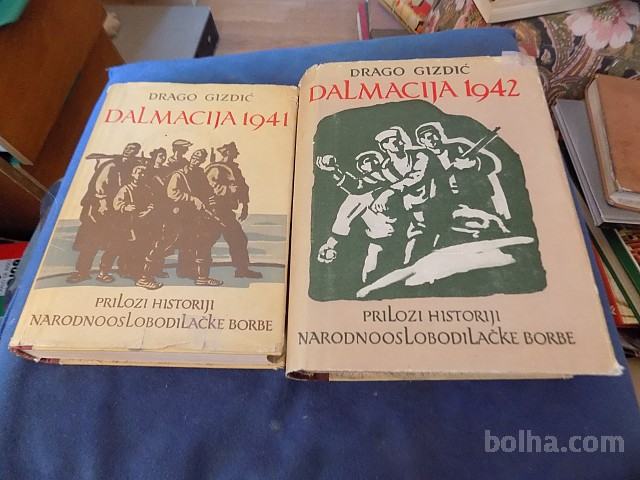 DRAGO GIZDIĆ
DALMACIJA 1941
PRILOZI HISTORIJI
NARODNOOSLOBODILAČKE BORBE
DRAGO GIZDIĆ
DALMACIJA 1942
PRILOZI HISTORIJI
NARODNOOSLOBODILAČKE BORBE
bolha.com